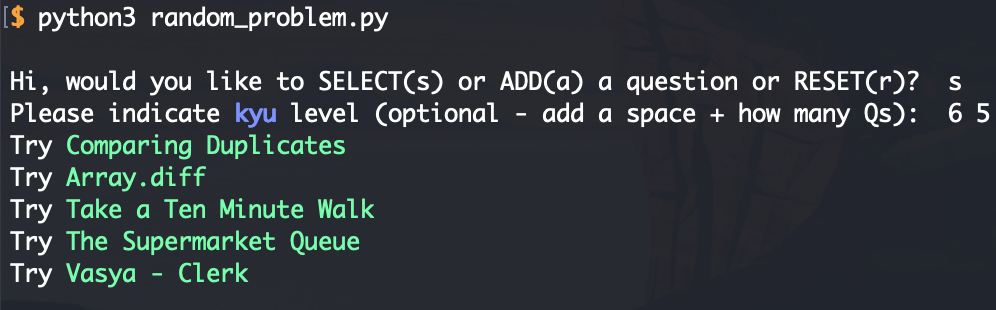 [$ python3 random_problem.py
Hi, would you like to SELECT(s) or ADD(a) a question or RESET(r)?  s
Please indicate kyu level (optional - add a space + how many Qs):  6 5
Try Comparing Duplicates
Try Array.diff
Try Take a Ten Minute Walk
Try The Supermarket Queue
Try Vasya - Clerk